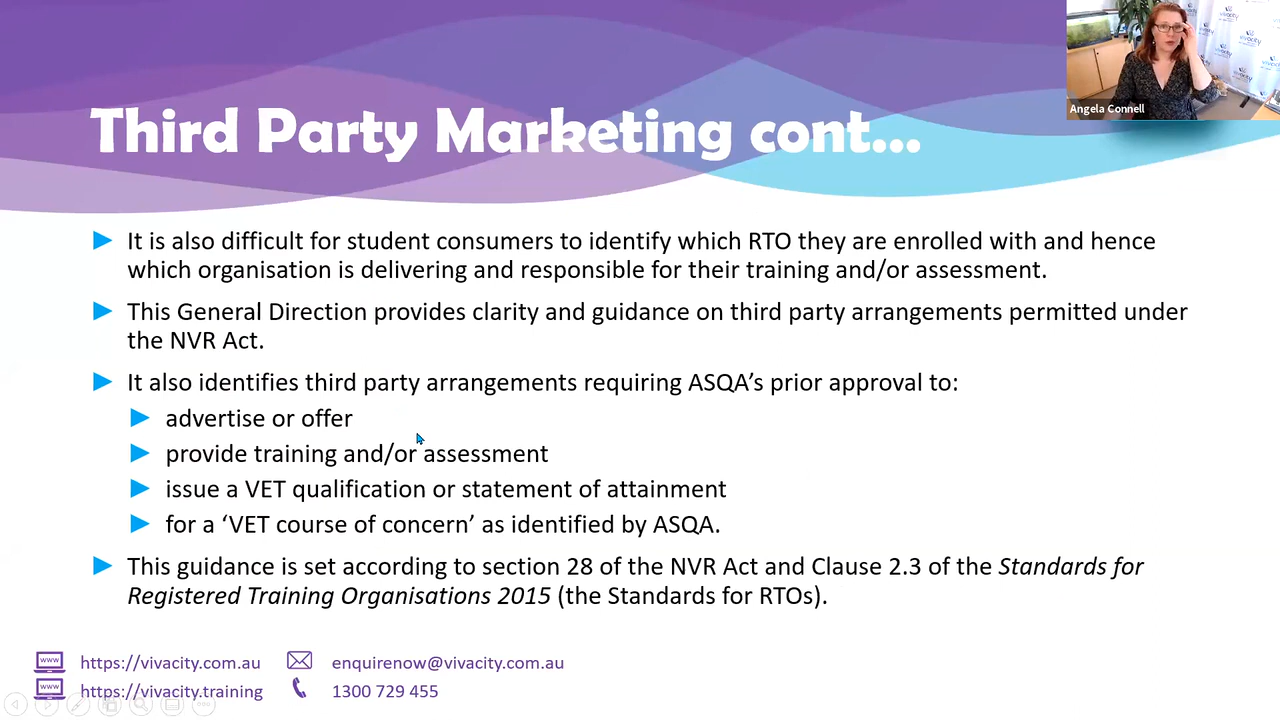 Third Party Marketing cont...
vivacity
Angela Connell
It is also difficult for student consumers to identify which RTO they are enrolled with and hence
which organisation is delivering and responsible for their training and/or assessment.
This General Direction provides clarity and guidance on third party arrangements permitted under
the NVR Act.
It also identifies third party arrangements requiring ASQA’s prior approval to:
advertise or offer
provide training and/or assessment
issue a VET qualification or statement of attainment
for a ‘VET course of concern’ as identified by ASQA.
This guidance is set according to section 28 of the NVR Act and Clause 2.3 of the Standards for
Registered Training Organisations 2015 (the Standards for RTOs).
www https://vivacity.com.au enquirenow@vivacity.com.au
www https://vivacity.training 1300 729 455